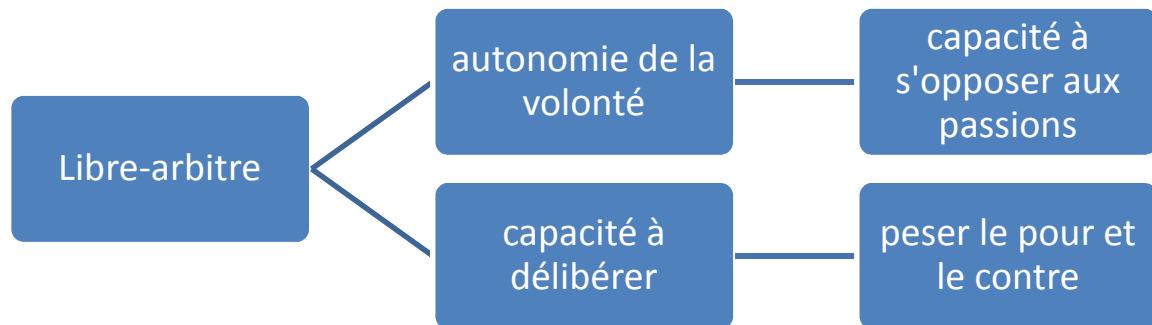 Libre-arbitre
autonomie de la
volonté
capacité à
s'opposer aux
passions
capacité à
délibérer
peser le pour et
le contre